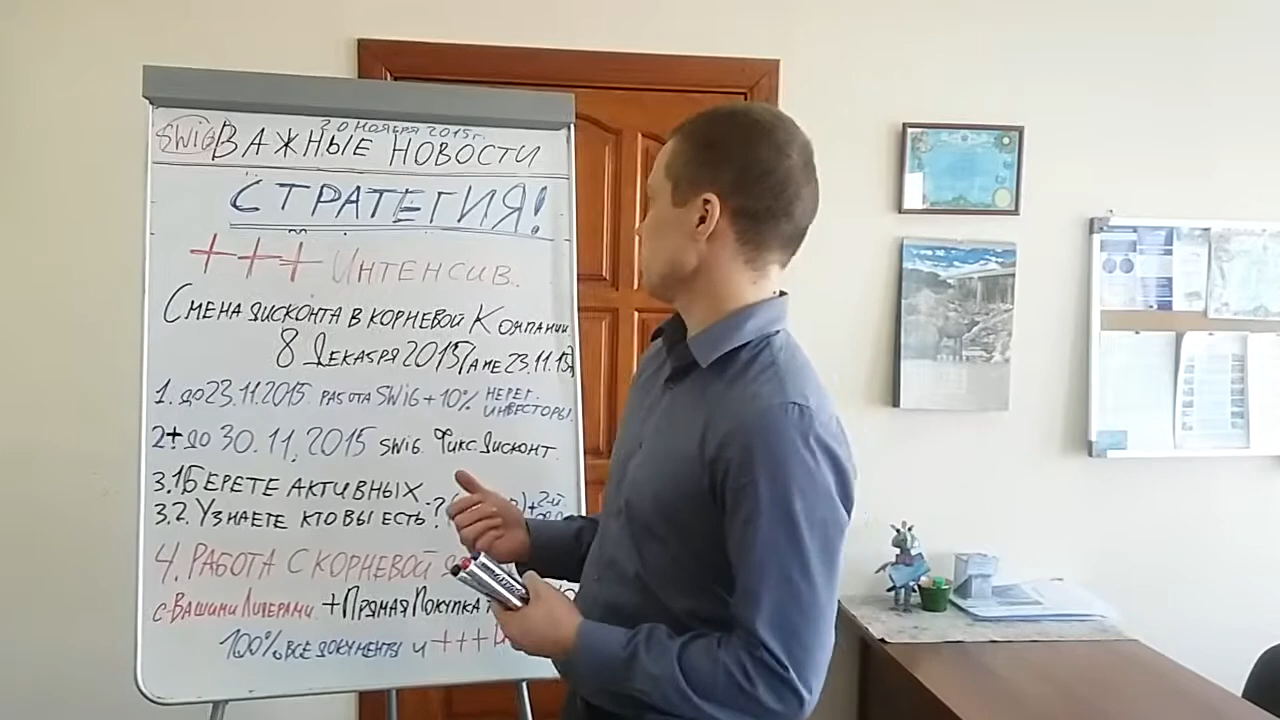 30 ноября 2015г.
SWIG ВАЖНЫЕ НОВОСТИ
СТРАТЕГИЯ!
+++ ИНТЕНСИВ.
СМЕНА ДИСКОНТА В КОРНЕВОЙ КОМПАНИИ
8 ДЕКАБРЯ 2015/А НЕ 23.11.15
1. ДО 23.11.2015. РАБОТА SWIG + 10% НЕРЕГ. ИНВЕСТОРЫ.
2+ ДО 30.11.2015 SWIG. ФИКС. ДИСКОНТ.
3.1 БЕРЕТЕ АКТИВНЫХ
3.2. УЗНАЕТЕ КТО ВЫ ЕСТЬ? + 2-й
4. РАБОТА С КОРНЕВОЙ
с-ВАШИМИ ЛИДЕРАМИ +ПРЯМАЯ ПОКУПКА
100% ВСЕ ДОКУМЕНТЫ И +++